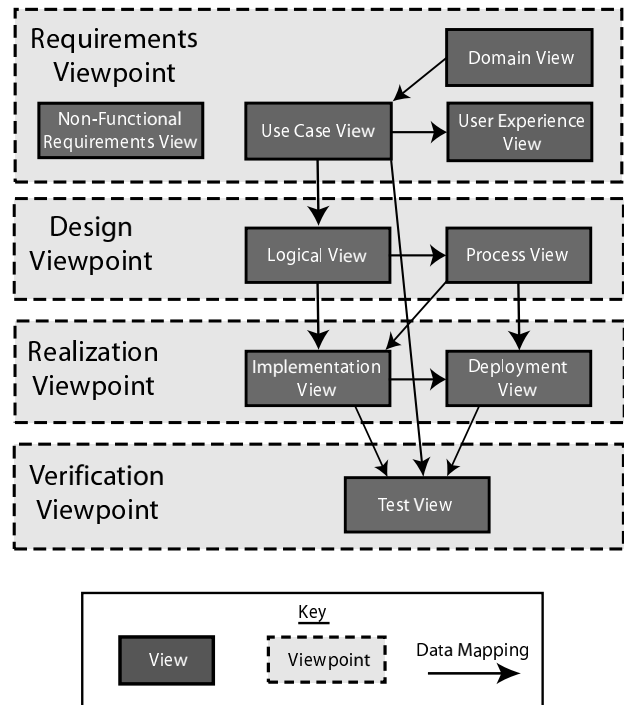 Requirements
Viewpoint
Domain View
Non-Functional
Requirements View
Use Case View
User Experience
View
Design
Viewpoint
Logical View
Process View
Realization
Viewpoint
Implementation
View
Deployment
View
Verification
Viewpoint
Test View
Key
View
Viewpoint
Data Mapping